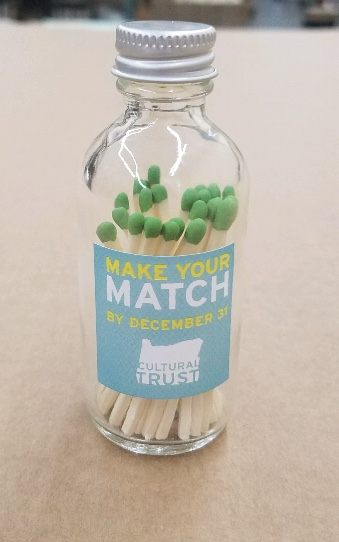 MAKE YOUR
MATCH
BY DECEMBER 31
CULTURAL
TRUST